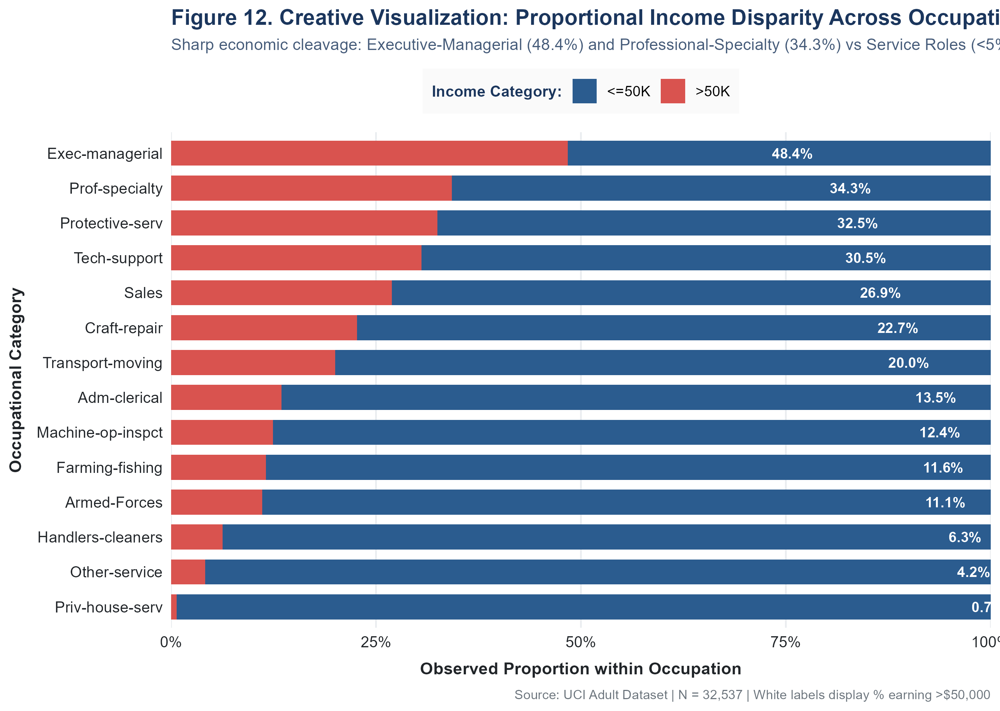 Figure 12. Creative Visualization: Proportional Income Disparity Across Occupati
Sharp economic cleavage: Executive-Managerial (48.4%) and Professional-Specialty (34.3%) vs Service Roles (<5%
Income Category: <=50K >50K
Occupational Category
Exec-managerial 48.4%
Prof-specialty 34.3%
Protective-serv 32.5%
Tech-support 30.5%
Sales 26.9%
Craft-repair 22.7%
Transport-moving 20.0%
Adm-clerical 13.5%
Machine-op-inspct 12.4%
Farming-fishing 11.6%
Armed-Forces 11.1%
Handlers-cleaners 6.3%
Other-service 4.2%
Priv-house-serv 0.7
0% 25% 50% 75% 100%
Observed Proportion within Occupation
Source: UCI Adult Dataset | N = 32,537 | White labels display % earning >$50,000